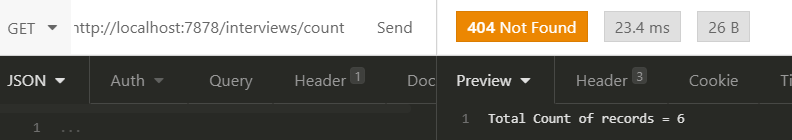 GET http://localhost:7878/interviews/count Send 404 Not Found 23.4 ms 26 B
JSON Auth Query Header 1 Doc Preview Header 3 Cookie Ti
1 ... 1 Total Count of records = 6